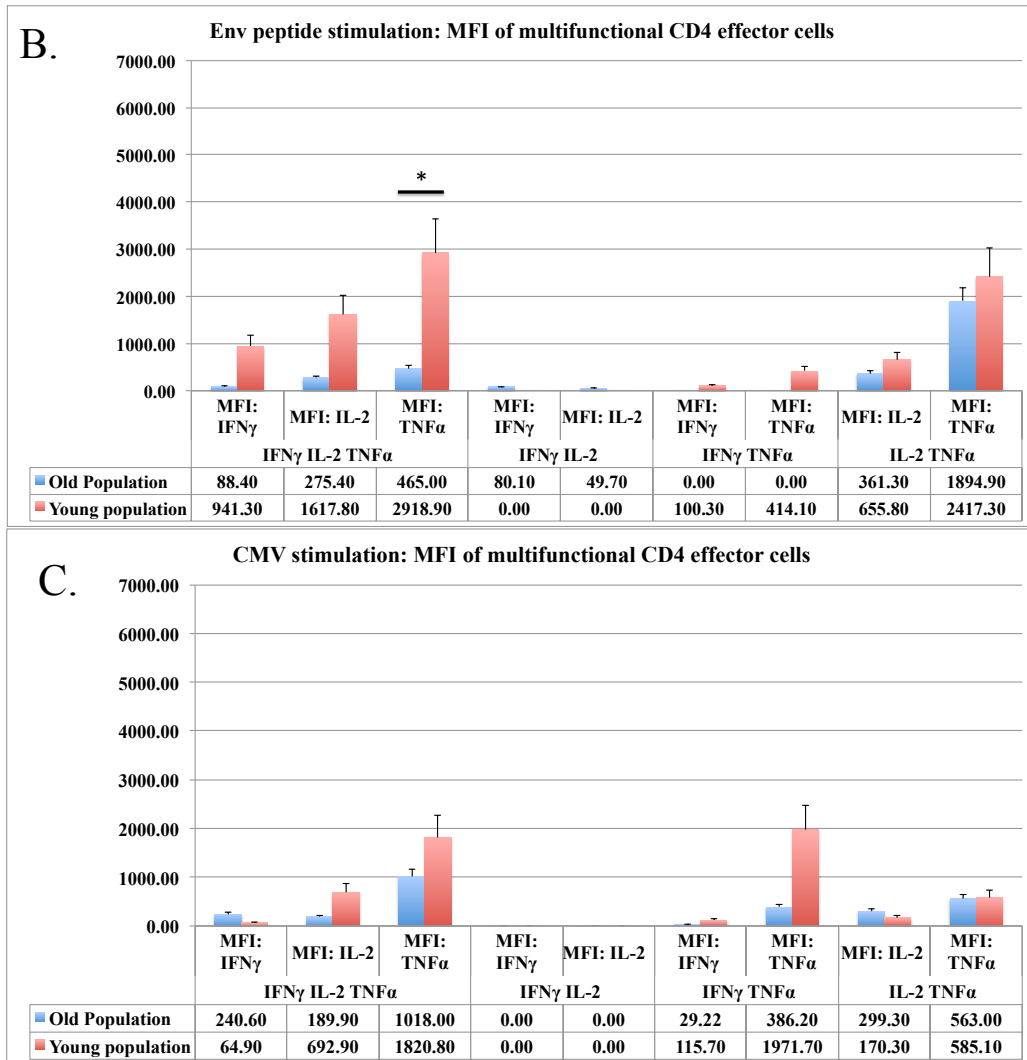 B.
Env peptide stimulation: MFI of multifunctional CD4 effector cells
7000.00
6000.00
5000.00
4000.00
3000.00
2000.00
1000.00
0.00
*
MFI: IFNγ MFI: IL-2 MFI: TNFα MFI: IFNγ MFI: IL-2 MFI: IFNγ MFI: TNFα MFI: IL-2 MFI: TNFα
IFNγ IL-2 TNFα IFNγ IL-2 IFNγ TNFα IL-2 TNFα
Old Population 88.40 275.40 465.00 80.10 49.70 0.00 0.00 361.30 1894.90
Young population 941.30 1617.80 2918.90 0.00 0.00 100.30 414.10 655.80 2417.30
C.
CMV stimulation: MFI of multifunctional CD4 effector cells
7000.00
6000.00
5000.00
4000.00
3000.00
2000.00
1000.00
0.00
MFI: IFNγ MFI: IL-2 MFI: TNFα MFI: IFNγ MFI: IL-2 MFI: IFNγ MFI: TNFα MFI: IL-2 MFI: TNFα
IFNγ IL-2 TNFα IFNγ IL-2 IFNγ TNFα IL-2 TNFα
Old Population 240.60 189.90 1018.00 0.00 0.00 29.22 386.20 299.30 563.00
Young population 64.90 692.90 1820.80 0.00 0.00 115.70 1971.70 170.30 585.10